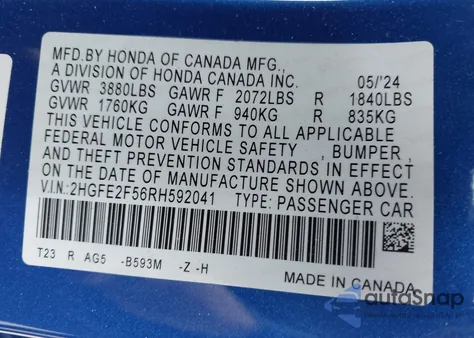 MFD.BY HONDA OF CANADA MFG.,
A DIVISION OF HONDA CANADA INC. 05/'24
GVWR 3880LBS GAWR F 2072LBS R 1840LBS
GVWR 1760KG GAWR F 940KG R 835KG
THIS VEHICLE CONFORMS TO ALL APPLICABLE
FEDERAL MOTOR VEHICLE SAFETY , BUMPER ,
AND THEFT PREVENTION STANDARDS IN EFFECT
ON THE DATE OF MANUFACTURE SHOWN ABOVE.
V.I.N:2HGFE2F56RH592041 TYPE: PASSENGER CAR
T23 R AG5 -B593M -Z -H
MADE IN CANADA
autoSnap